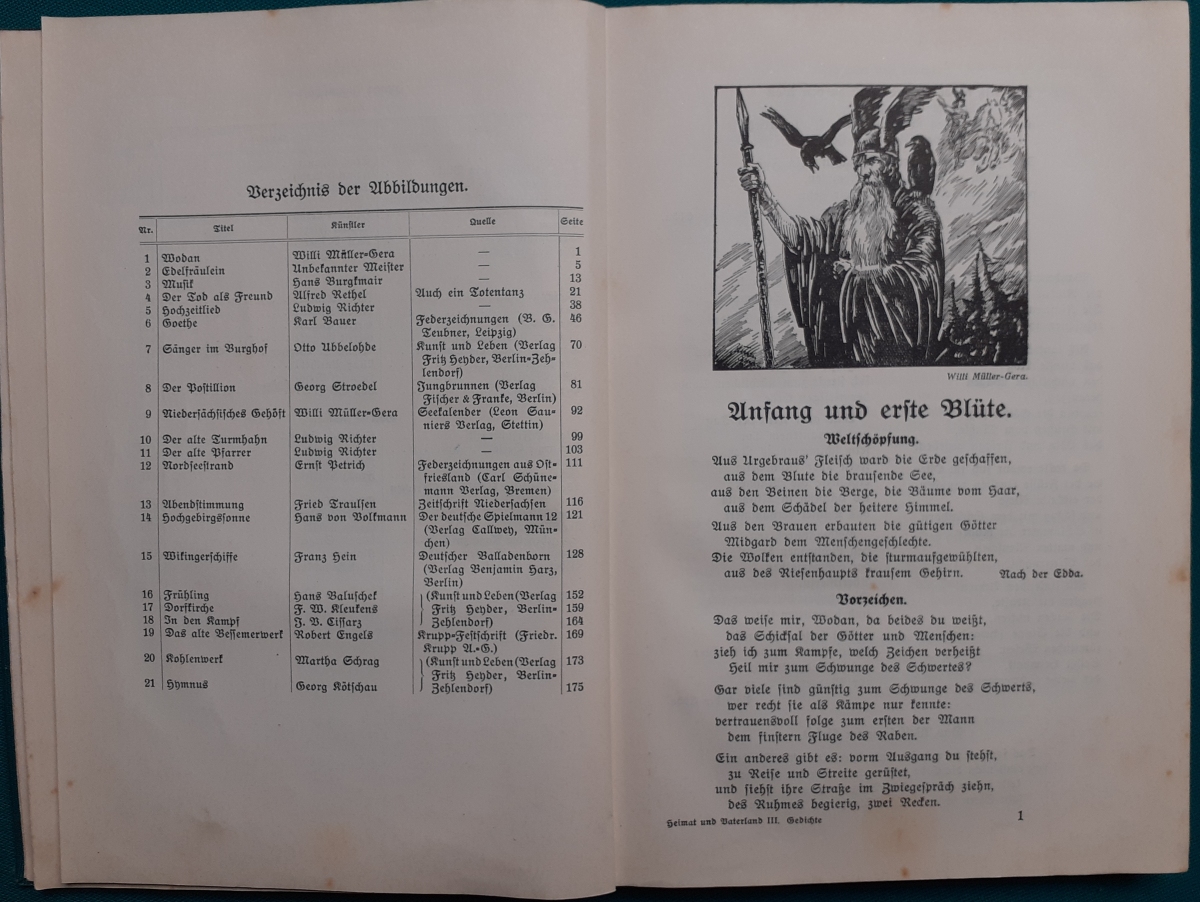 Verzeichnis der Abbildungen.
Nr. Titel Künstler Quelle Seite
1 Wodan Willi Müller-Gera — 1
2 Edelfräulein Unbekannter Meister — 5
3 Musik Hans Burgkmair — 13
4 Der Tod als Freund Alfred Rethel Auch ein Totentanz 21
5 Hochzeitlied Ludwig Richter — 38
6 Goethe Karl Bauer Federzeichnungen (B. G. 46
Teubner, Leipzig)
7 Sänger im Burghof Otto Ubbelohde Kunst und Leben (Verlag 70
Fritz Heyder, Berlin-Zeh-
lendorf)
8 Der Postillion Georg Stroedel Jungbrunnen (Verlag 81
Fischer & Franke, Berlin)
9 Niedersächsisches Gehöft Willi Müller-Gera Seekalender (Leon Sau- 92
niers Verlag, Stettin)
10 Der alte Turmhahn Ludwig Richter — 99
11 Der alte Pfarrer Ludwig Richter — 103
12 Nordseestrand Ernst Petrich Federzeichnungen aus Ost- 111
friesland (Carl Schüne-
mann Verlag, Bremen)
13 Abendstimmung Fried Traulsen Zeitschrift Niedersachsen 116
14 Hochgebirgssonne Hans von Volkmann Der deutsche Spielmann 12 121
(Verlag Callwey, Mün-
chen)
15 Wikingerschiffe Franz Hein Deutscher Balladenborn 128
(Verlag Benjamin Harz,
Berlin)
16 Frühling Hans Baluschek (Kunst und Leben (Verlag 152
17 Dorfkirche F. W. Kleukens Fritz Heyder, Berlin- 159
18 In den Kampf J. V. Cissarz Zehlendorf) 164
19 Das alte Bessemerwerk Robert Engels Krupp-Festschrift (Friedr. 169
Krupp A.-G.)
20 Kohlenwerk Martha Schrag (Kunst und Leben (Verlag 173
Fritz Heyder, Berlin-
21 Hymnus Georg Kötschau Zehlendorf) 175
Willi Müller-Gera.
Anfang und erste Blüte.
Weltschöpfung.
Aus Urgebraus' Fleisch ward die Erde geschaffen,
aus dem Blute die brausende See,
aus den Beinen die Berge, die Bäume vom Haar,
aus dem Schädel der heitere Himmel.
Aus den Brauen erbauten die gütigen Götter
Midgard dem Menschengeschlechte.
Die Wolken entstanden, die sturmaufgewühlten,
aus des Riesenhaupts krausem Gehirn. Nach der Edda.
Vorzeichen.
Das weise mir, Wodan, da beides du weißt,
das Schicksal der Götter und Menschen:
zieh ich zum Kampfe, welch Zeichen verheißt
Heil mir zum Schwunge des Schwertes?
Gar viele sind günstig zum Schwunge des Schwerts,
wer recht sie als Kämpe nur kennte:
vertrauensvoll folge zum ersten der Mann
dem finstern Fluge des Raben.
Ein anderes gibt es: vorm Ausgang du stehst,
zu Reise und Streite gerüstet,
und siehst ihre Straße im Zwiegespräch ziehn,
des Ruhmes begierig, zwei Recken.
Heimat und Vaterland III. Gedichte 1